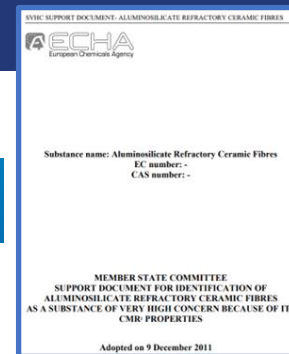 SVHC SUPPORT DOCUMENT- ALUMINOSILICATE REFRACTORY CERAMIC FIBRES
ECHA
European Chemicals Agency
Substance name: Aluminosilicate Refractory Ceramic Fibres
EC number: -
CAS number: -
MEMBER STATE COMMITTEE
SUPPORT DOCUMENT FOR IDENTIFICATION OF
ALUMINOSILICATE REFRACTORY CERAMIC FIBRES
AS A SUBSTANCE OF VERY HIGH CONCERN BECAUSE OF IT
CMR PROPERTIES
Adopted on 9 December 2011